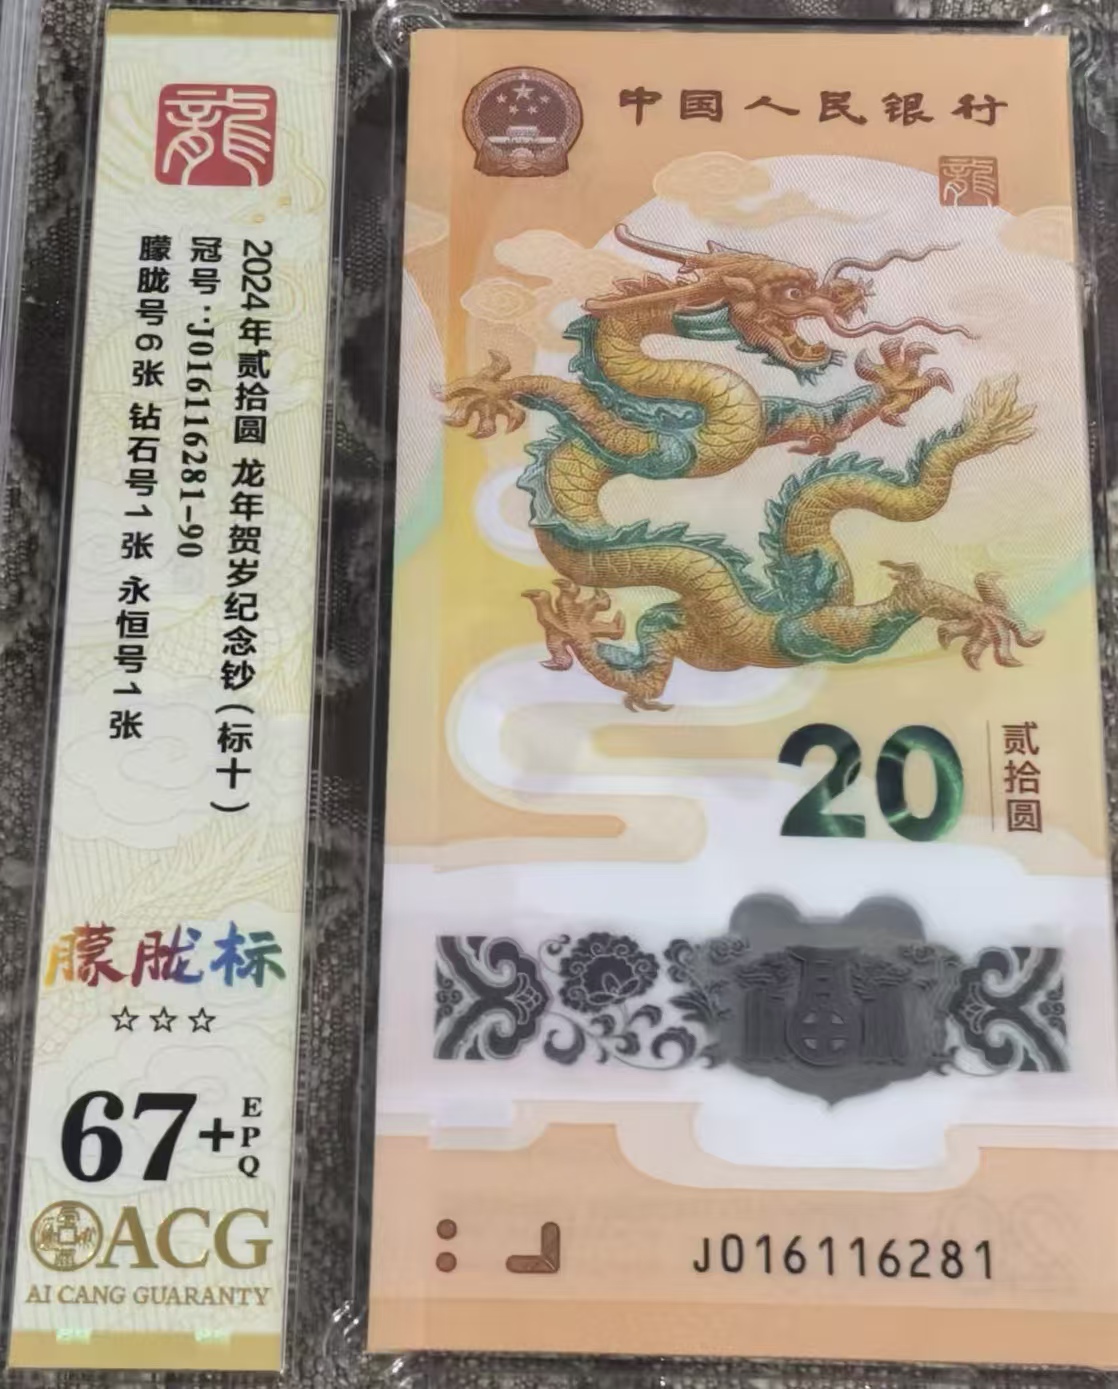 龍
2024年贰拾圆 龙年贺岁纪念钞(标十)
冠号:J016116281-90
朦胧号6张 钻石号1张 永恒号1张
朦胧标
☆☆☆
67+
EPQ
ACG
AI CANG GUARANTY
中国人民银行
龍
20
贰拾圆
J016116281